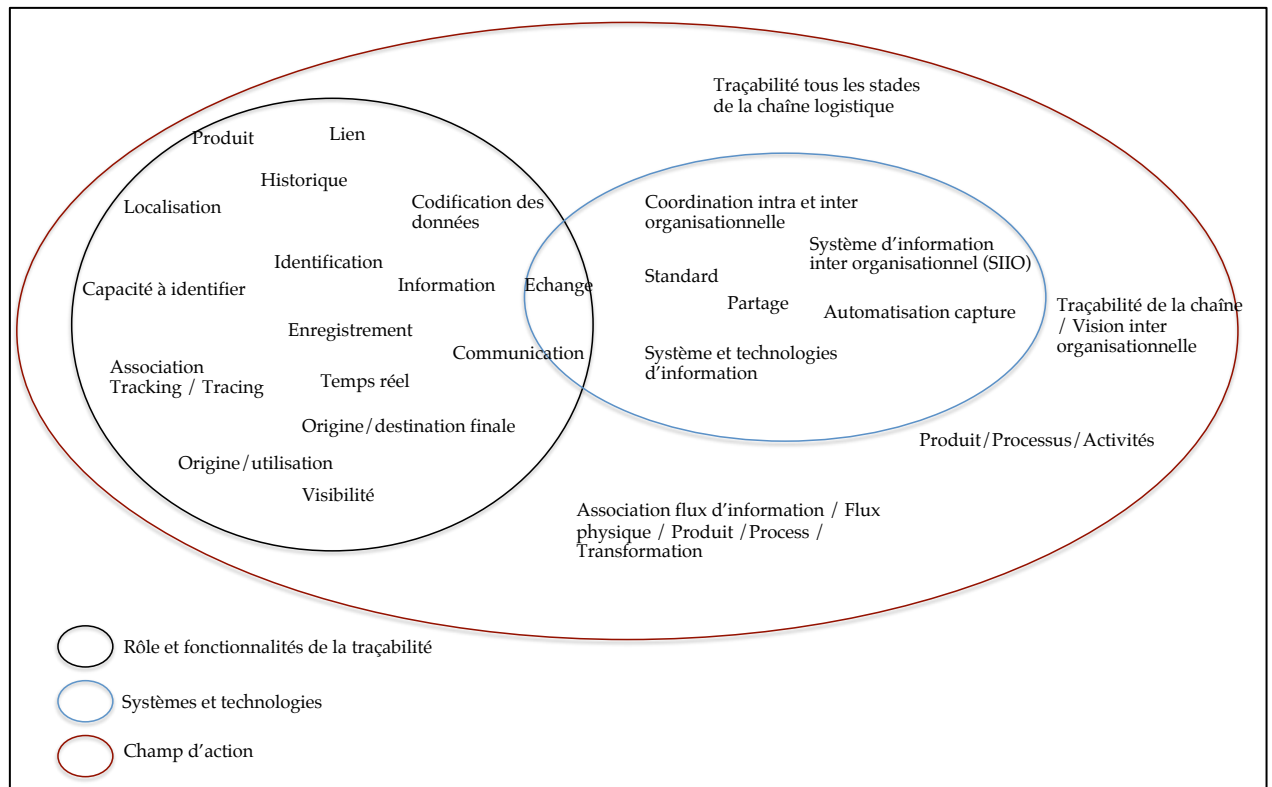 Traçabilité tous les stades
de la chaîne logistique
Produit
Lien
Historique
Localisation
Codification des
données
Identification
Capacité à identifier
Information
Echange
Enregistrement
Communication
Association
Tracking / Tracing
Temps réel
Origine/destination finale
Origine/utilisation
Visibilité
Coordination intra et inter
organisationnelle
Système d’information
inter organisationnel (SIIO)
Standard
Partage
Automatisation capture
Système et technologies
d’information
Traçabilité de la chaîne
/ Vision inter
organisationnelle
Produit/Processus/Activités
Association flux d’information / Flux
physique / Produit /Process /
Transformation
Rôle et fonctionnalités de la traçabilité
Systèmes et technologies
Champ d’action